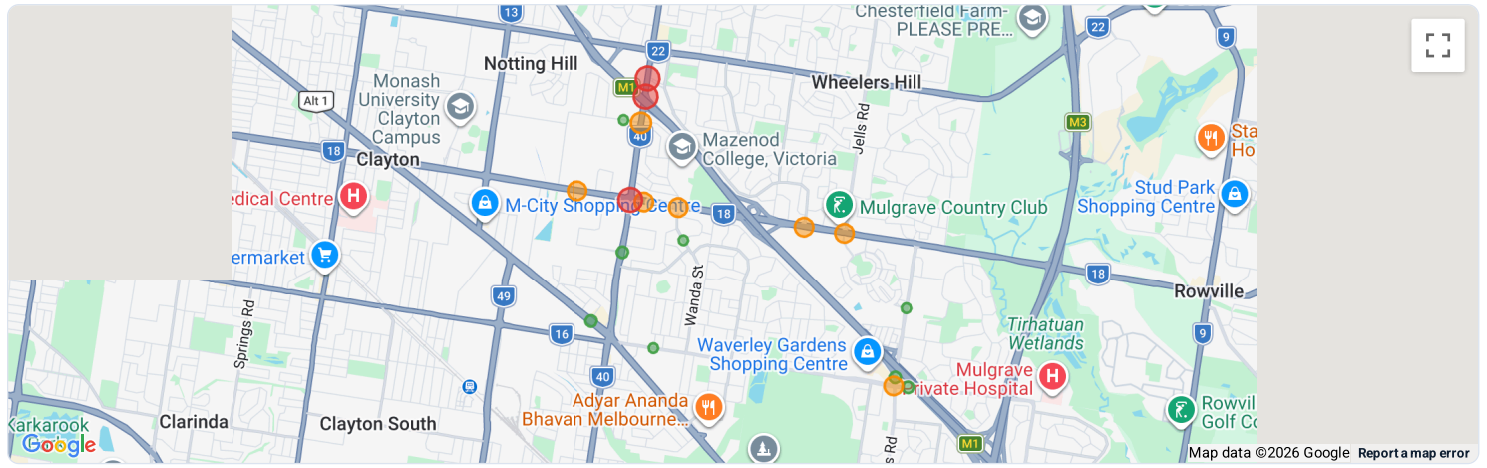 13
Chesterfield Farm-
PLEASE PRE...
22
9
22
Notting Hill
Monash
University
Clayton
Campus
M1
Wheelers Hill
Alt 1
Jells Rd
M3
40
Mazenod
College, Victoria
18
Clayton
Sta
Ho
edical Centre
H
M-City Shopping Centre
18
Mulgrave Country Club
Stud Park
Shopping Centre
ermarket
18
Rowville
49
Wanda St
Springs Rd
16
Tirhatuan
Wetlands
9
Waverley Gardens
Shopping Centre
40
Mulgrave
Private Hospital
H
Adyar Ananda
Bhavan Melbourne...
Rowvil
Golf Co
Clarinda
Clayton South
Karkarook
Google
s Rd
M1
Map data ©2026 Google
Report a map error